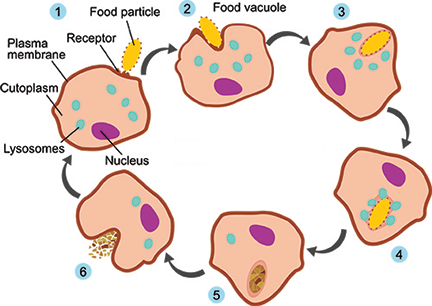 Food particle
1
Receptor
Plasma
membrane
Cutoplasm
Lysosomes
Nucleus
2
Food vacuole
3
4
5
6